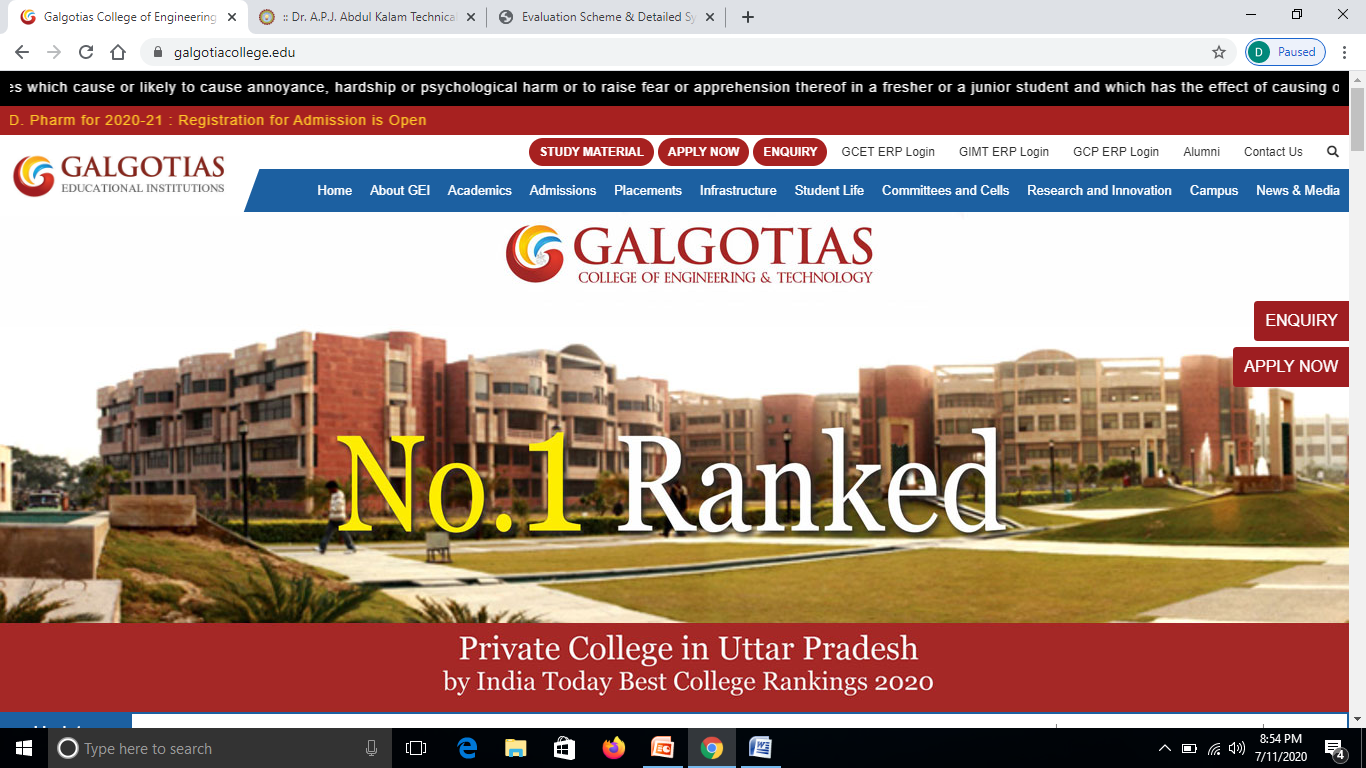 Galgotias College of Engineering
:: Dr. A.P.J. Abdul Kalam Technical
Evaluation Scheme & Detailed Sy
galgotiacollege.edu
D
Paused
es which cause or likely to cause annoyance, hardship or psychological harm or to raise fear or apprehension thereof in a fresher or a junior student and which has the effect of causing o
D. Pharm for 2020-21 : Registration for Admission is Open
GALGOTIAS
EDUCATIONAL INSTITUTIONS
STUDY MATERIAL APPLY NOW ENQUIRY GCET ERP Login GIMT ERP Login GCP ERP Login Alumni Contact Us
Home About GEI Academics Admissions Placements Infrastructure Student Life Committees and Cells Research and Innovation Campus News & Media
GALGOTIAS
COLLEGE OF ENGINEERING & TECHNOLOGY
ENQUIRY
APPLY NOW
No.1 Ranked
Private College in Uttar Pradesh
by India Today Best College Rankings 2020
Type here to search
8:54 PM
7/11/2020
4